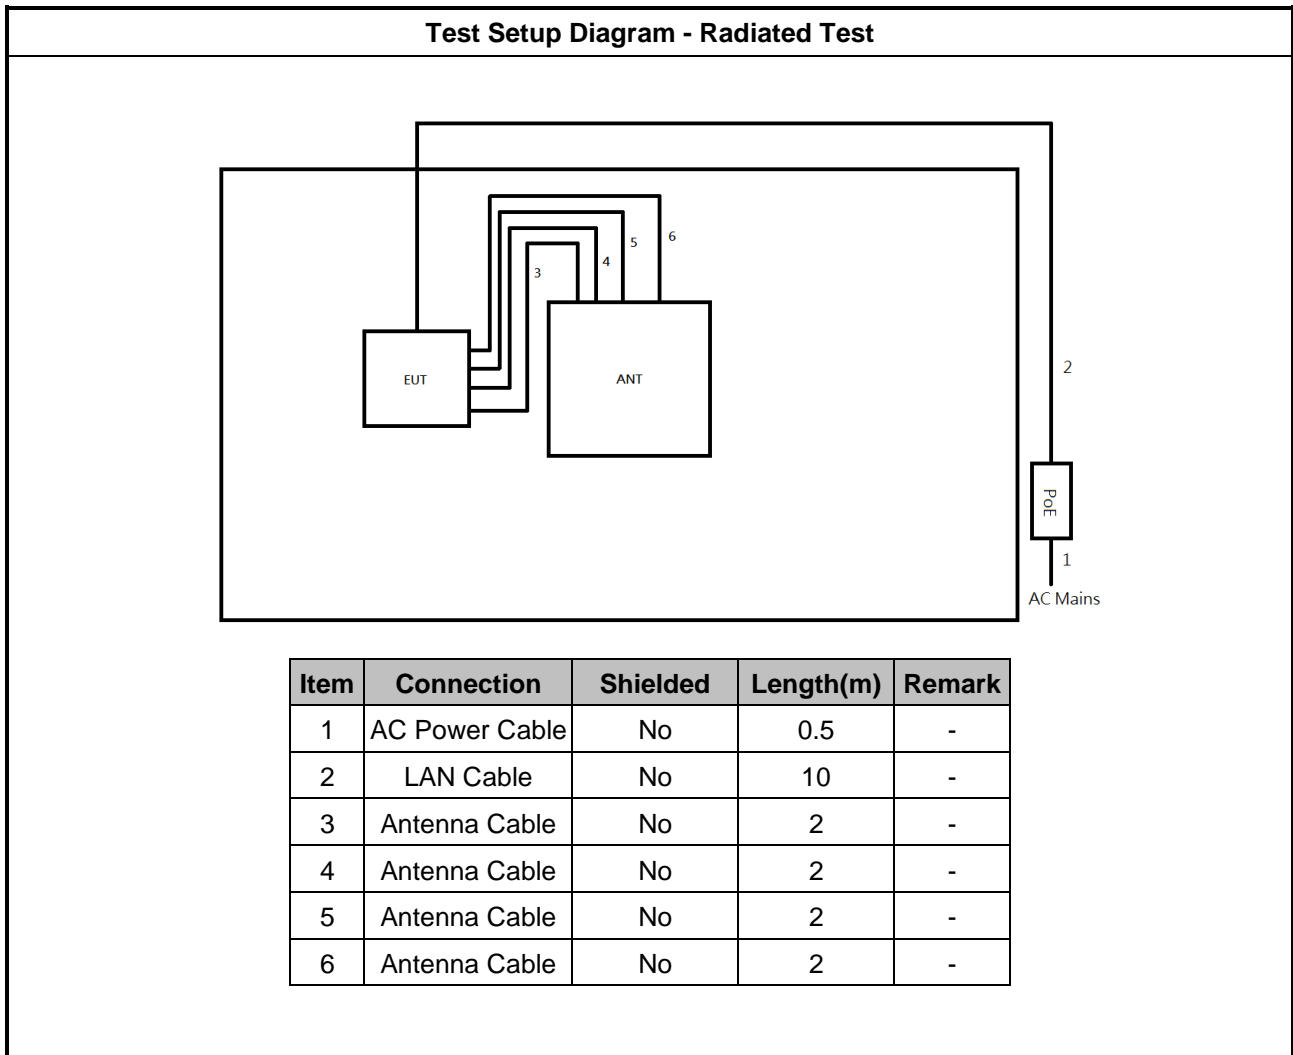 Test Setup Diagram - Radiated Test
6
5
4
3
EUT
ANT
2
PoE
1
AC Mains
Item Connection Shielded Length(m) Remark
1 AC Power Cable No 0.5 -
2 LAN Cable No 10 -
3 Antenna Cable No 2 -
4 Antenna Cable No 2 -
5 Antenna Cable No 2 -
6 Antenna Cable No 2 -